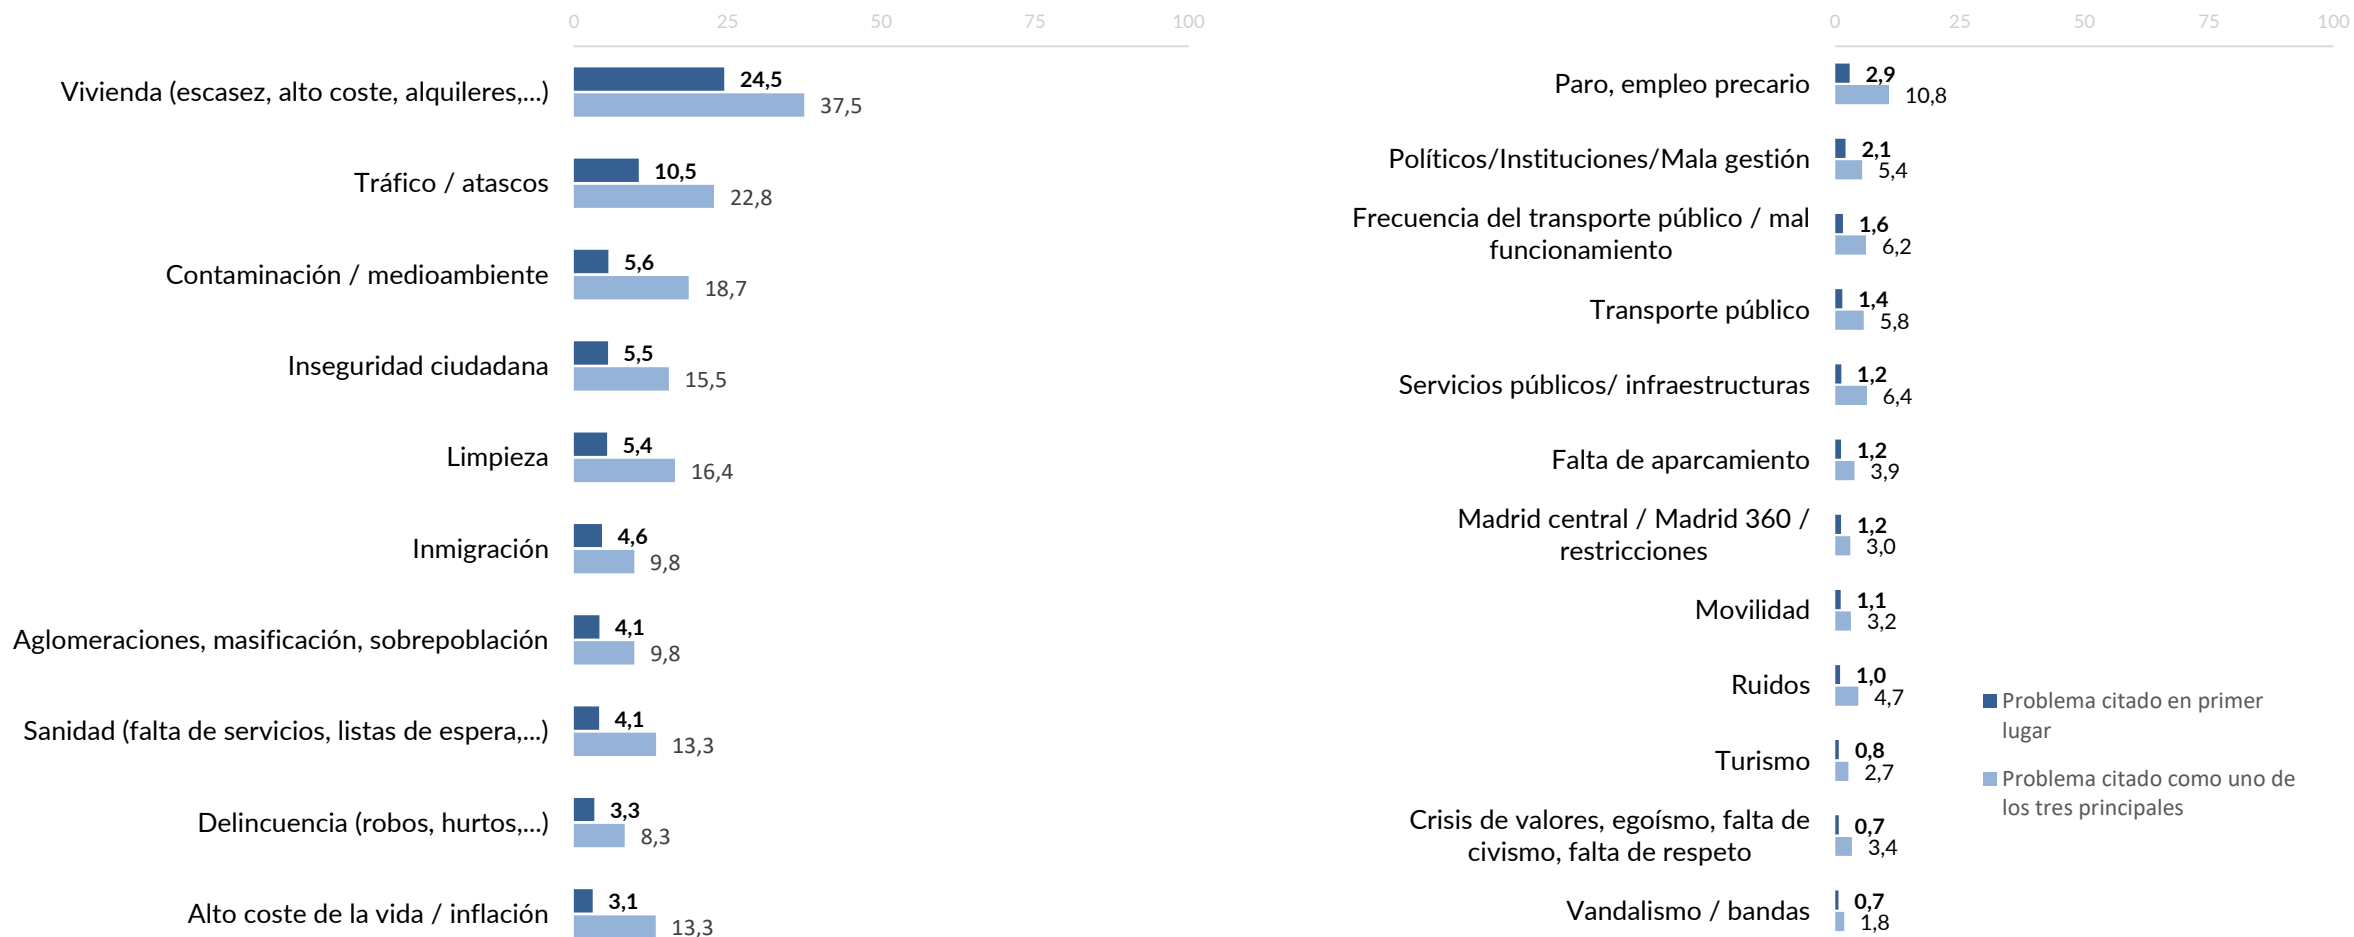 0 25 50 75 100
Vivienda (escasez, alto coste, alquileres,...)
24,5
37,5
Tráfico / atascos
10,5
22,8
Contaminación / medioambiente
5,6
18,7
Inseguridad ciudadana
5,5
15,5
Limpieza
5,4
16,4
Inmigración
4,6
9,8
Aglomeraciones, masificación, sobrepoblación
4,1
9,8
Sanidad (falta de servicios, listas de espera,...)
4,1
13,3
Delincuencia (robos, hurtos,...)
3,3
8,3
Alto coste de la vida / inflación
3,1
13,3
0 25 50 75 100
Paro, empleo precario
2,9
10,8
Políticos/Instituciones/Mala gestión
2,1
5,4
Frecuencia del transporte público / mal
funcionamiento
1,6
6,2
Transporte público
1,4
5,8
Servicios públicos/ infraestructuras
1,2
6,4
Falta de aparcamiento
1,2
3,9
Madrid central / Madrid 360 /
restricciones
1,2
3,0
Movilidad
1,1
3,2
Ruidos
1,0
4,7
Turismo
0,8
2,7
Crisis de valores, egoísmo, falta de
civismo, falta de respeto
0,7
3,4
Vandalismo / bandas
0,7
1,8
Problema citado en primer
lugar
Problema citado como uno de
los tres principales